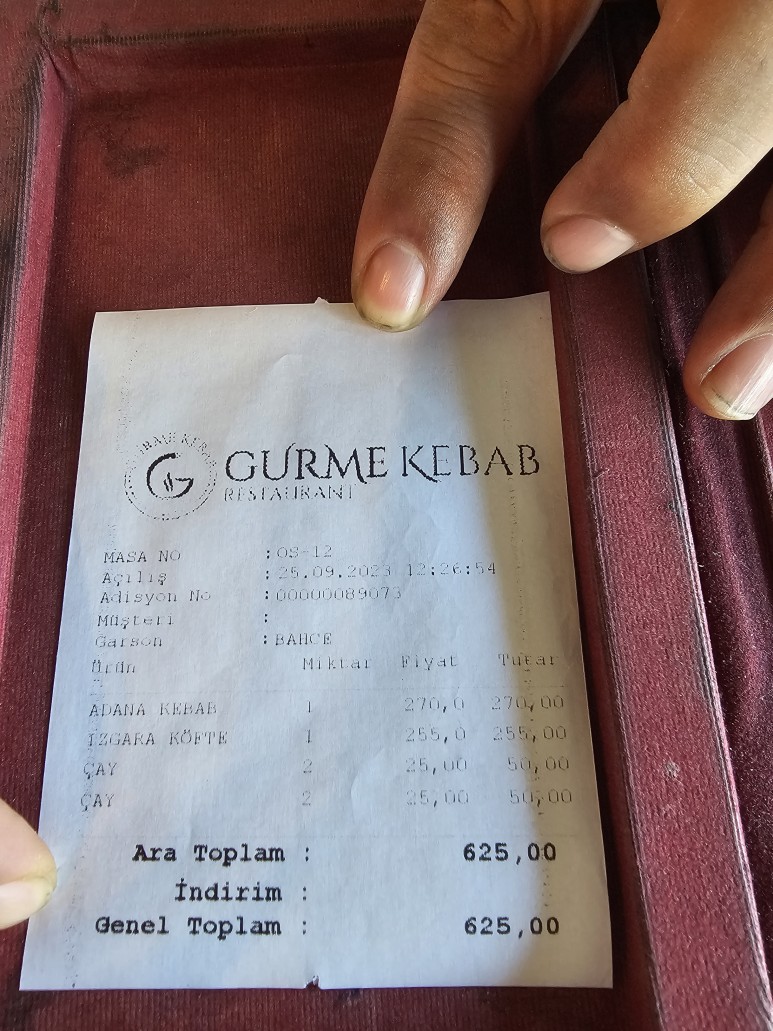 GURME KEBAB
RESTAURANT
MASA NO : OS-12
Açılış : 25.09.2023 12:26:54
Adisyon No : 00000089073
Müşteri :
Garson : BAHCE
Ürün Miktar Fiyat Tutar
ADANA KEBAB 1 270,0 270,00
IZGARA KÖFTE 1 255,0 255,00
ÇAY 2 25,00 50,00
ÇAY 2 25,00 50,00
Ara Toplam : 625,00
İndirim :
Genel Toplam : 625,00